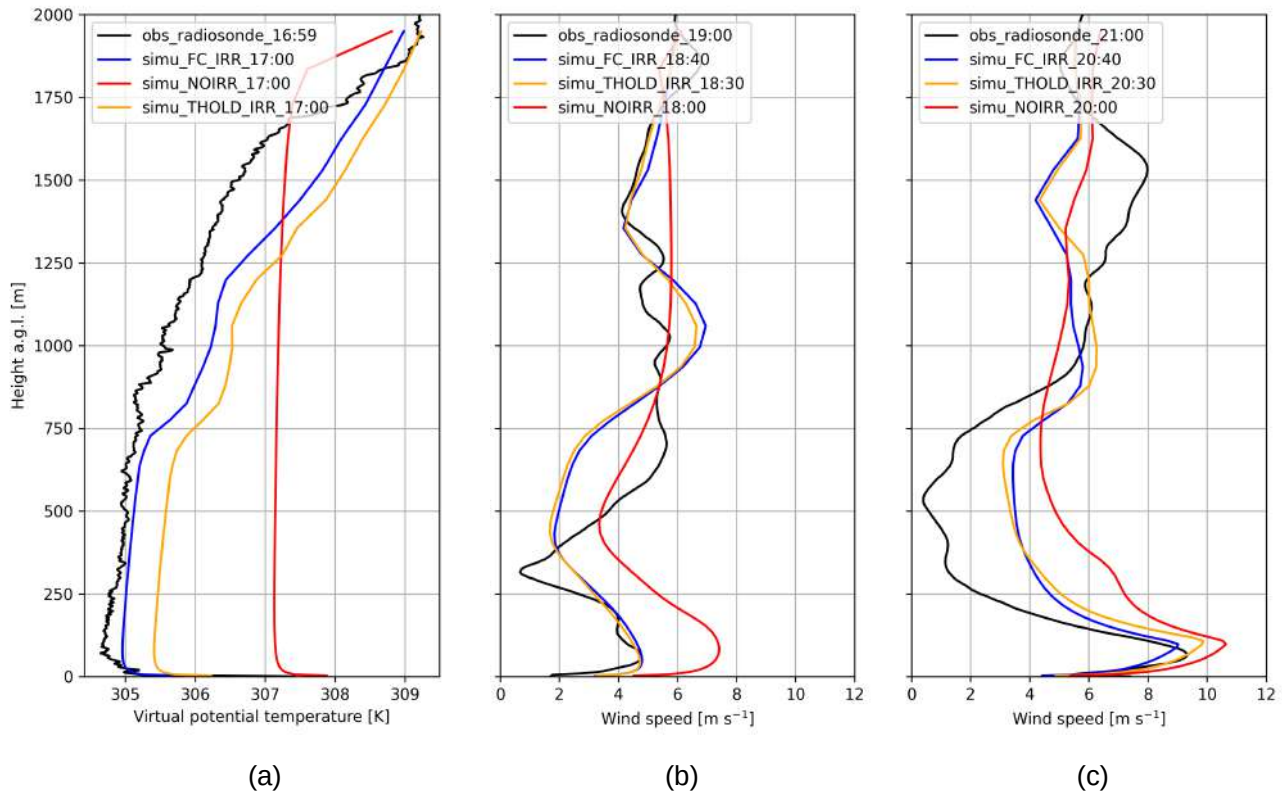 2000
1750
1500
1250
1000
750
500
250
0
Height a.g.l. [m]
obs_radiosonde_16:59
simu_FC_IRR_17:00
simu_NOIRR_17:00
simu_THOLD_IRR_17:00
305 306 307 308 309
Virtual potential temperature [K]
(a)
obs_radiosonde_19:00
simu_FC_IRR_18:40
simu_THOLD_IRR_18:30
simu_NOIRR_18:00
0 2 4 6 8 10 12
Wind speed [m s⁻¹]
(b)
obs_radiosonde_21:00
simu_FC_IRR_20:40
simu_THOLD_IRR_20:30
simu_NOIRR_20:00
0 2 4 6 8 10 12
Wind speed [m s⁻¹]
(c)